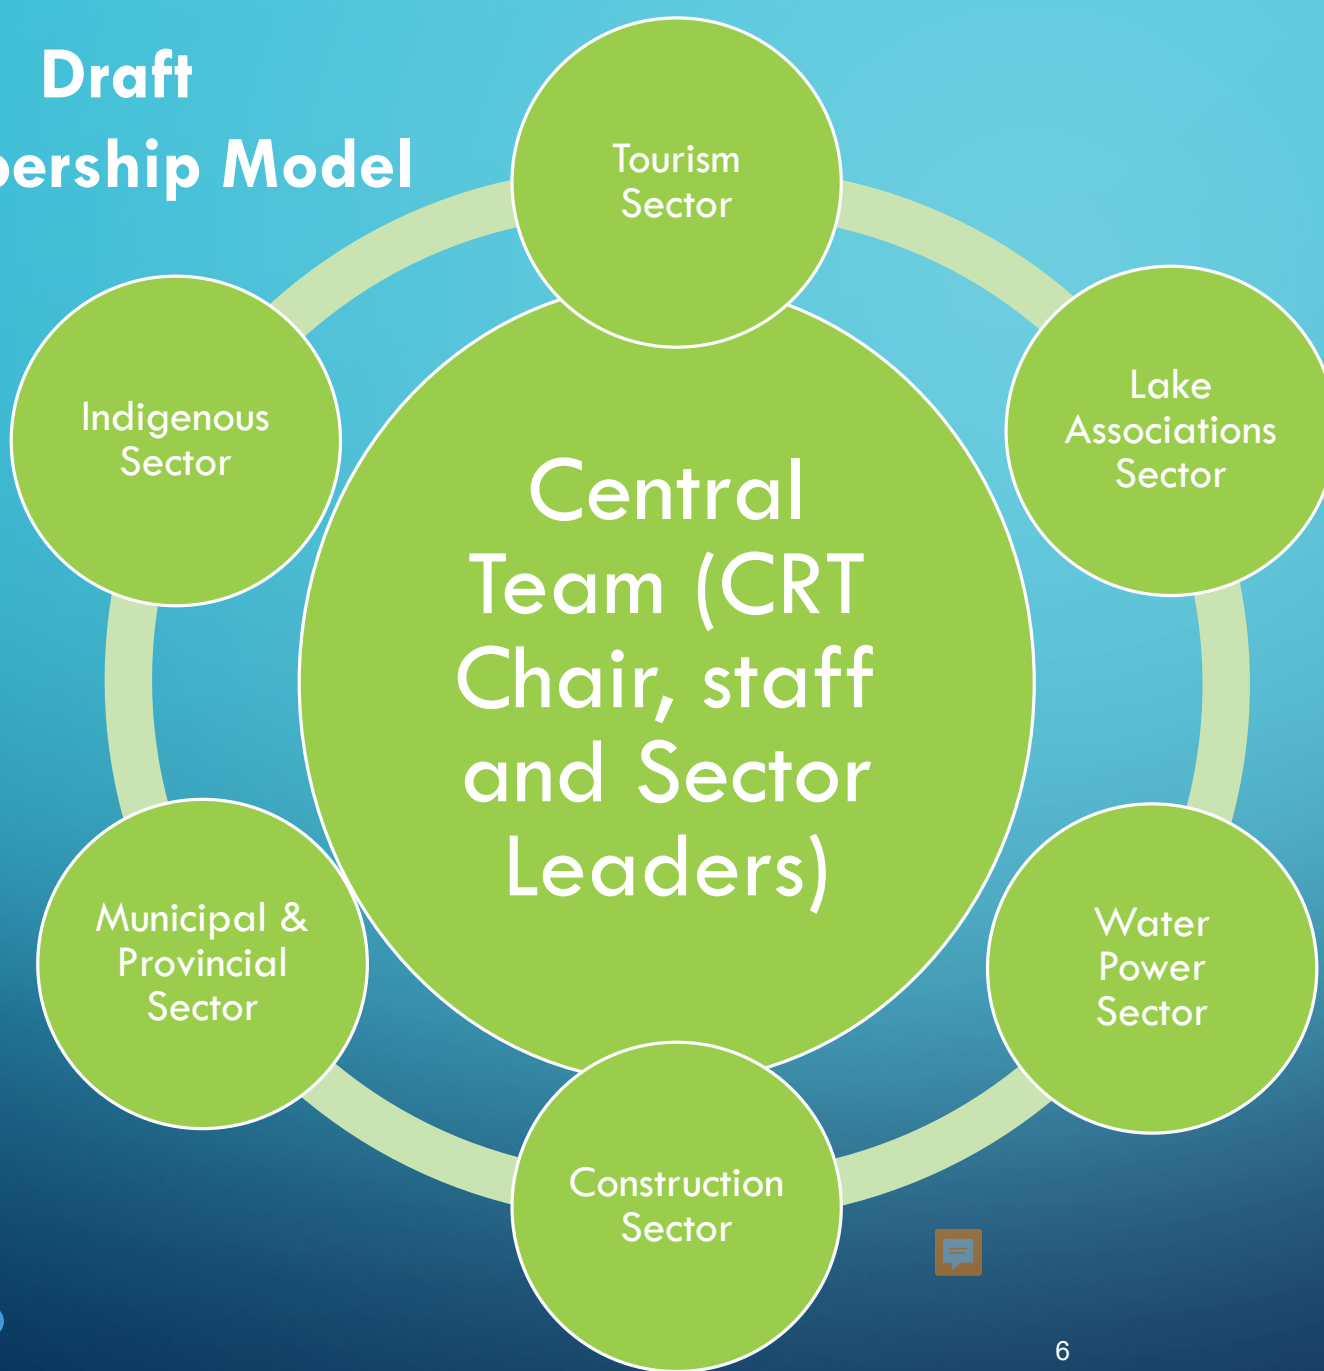 Draft
bership Model
Tourism
Sector
Lake
Associations
Sector
Indigenous
Sector
Central
Team (CRT
Chair, staff
and Sector
Leaders)
Municipal &
Provincial
Sector
Water
Power
Sector
Construction
Sector
6